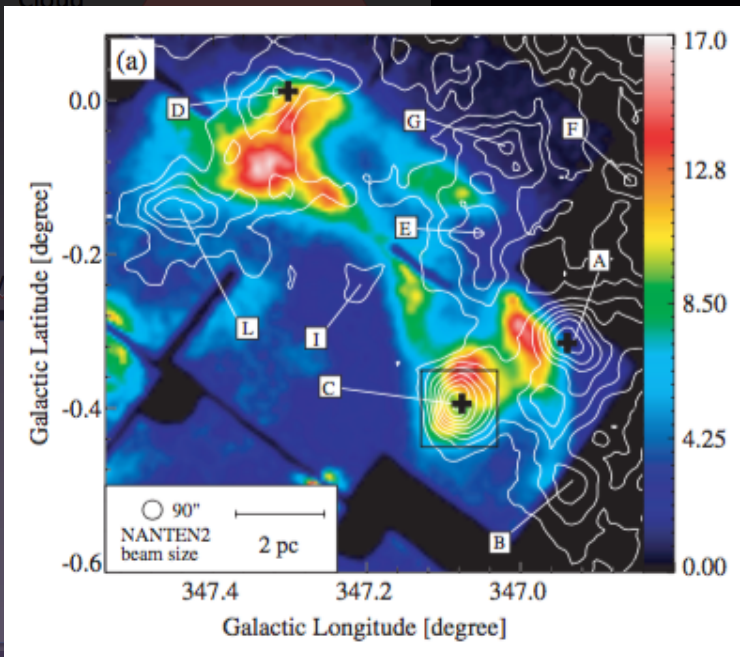 (a)
17.0
12.8
8.50
4.25
0.00
0.0
-0.2
-0.4
-0.6
Galactic Latitude [degree]
D
G
F
E
A
L
I
C
B
90"
NANTEN2
beam size
2 pc
347.4
347.2
347.0
Galactic Longitude [degree]